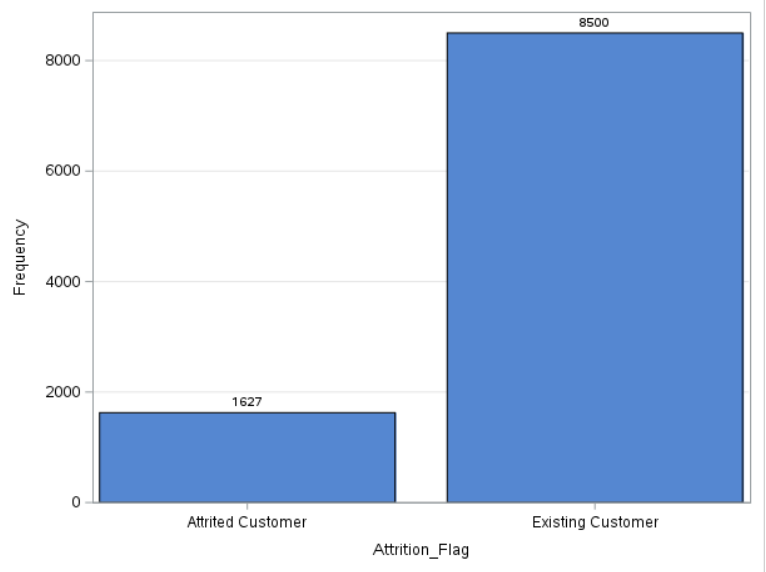 8500
8000
6000
4000
2000
0
1627
Frequency
Attrited Customer
Existing Customer
Attrition_Flag